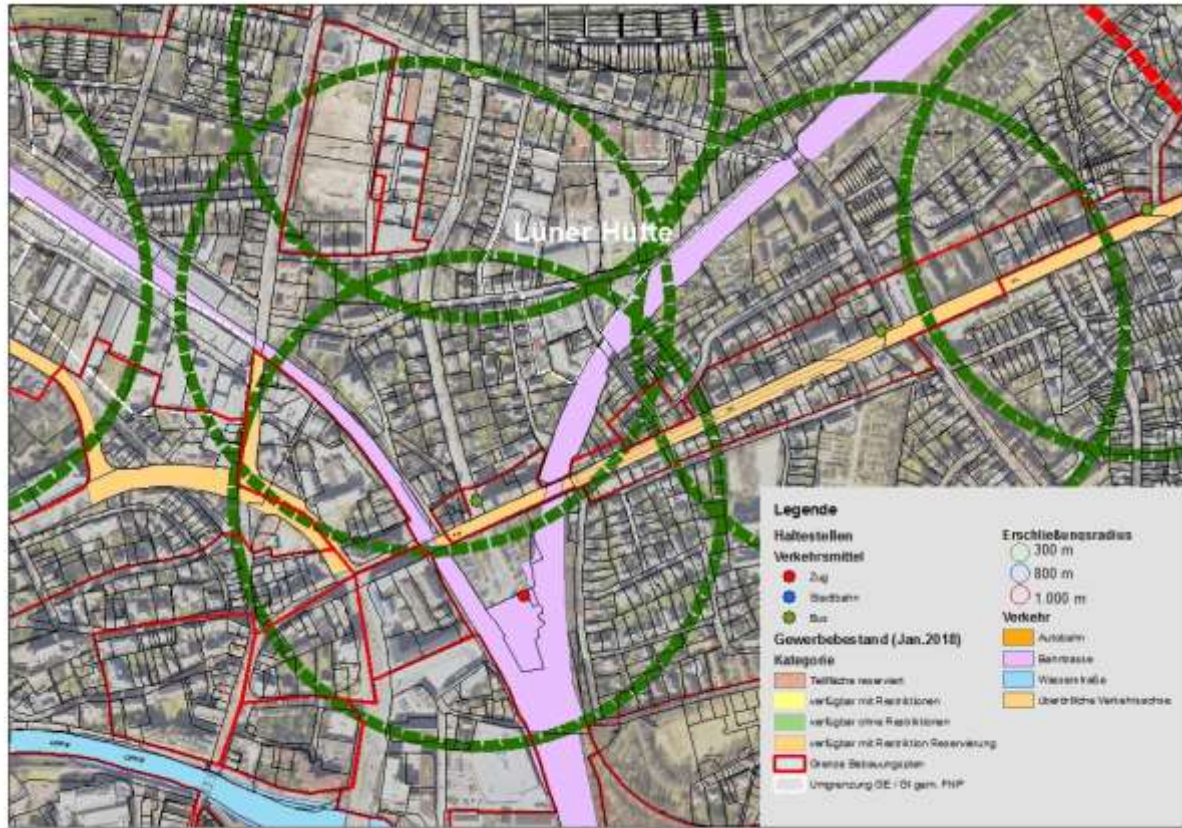 Lüner Hütte
Legende
Haltestellen
Verkehrsmittel
Zug
Stadtbahn
Bus
Gewerbebestand (Jan.2018)
Kategorie
Teilfläche reserviert
verfügbar mit Restriktionen
verfügbar ohne Restriktionen
verfügbar mit Restriktion Reservierung
Grenze Bebauungsplan
Umgrenzung GE / GI gem. FNP
Erschließungsradius
300 m
800 m
1.000 m
Verkehr
Autobahn
Bahntrasse
Wasserstraße
überörtliche Verkehrsachse